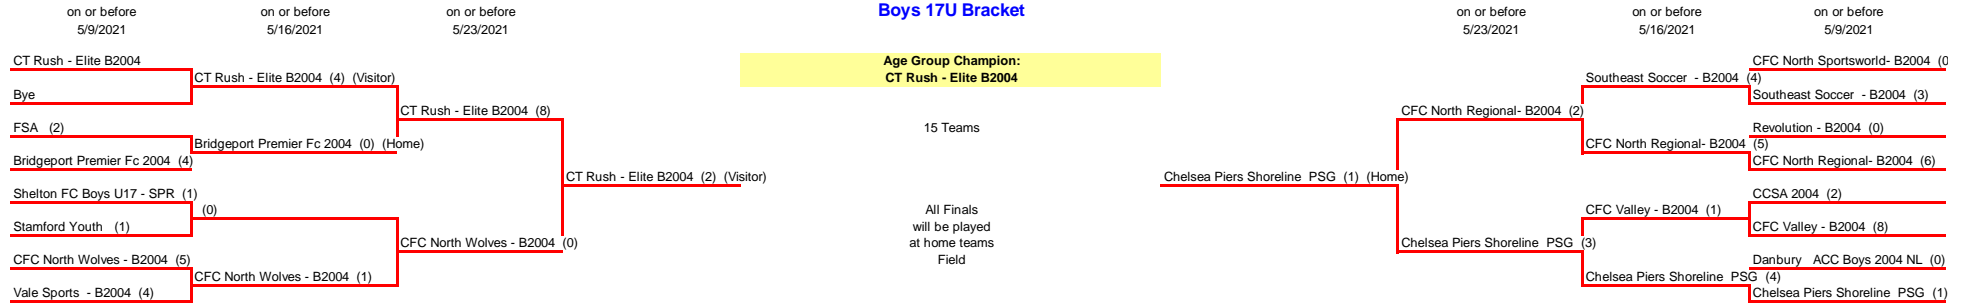 Boys 17U Bracket
on or before
5/9/2021
on or before
5/16/2021
on or before
5/23/2021
on or before
5/23/2021
on or before
5/16/2021
on or before
5/9/2021
CT Rush - Elite B2004
Bye
FSA (2)
Bridgeport Premier Fc 2004 (4)
Shelton FC Boys U17 - SPR (1)
Stamford Youth (1)
CFC North Wolves - B2004 (5)
Vale Sports - B2004 (4)
CT Rush - Elite B2004 (4) (Visitor)
Bridgeport Premier Fc 2004 (0) (Home)
(0)
CFC North Wolves - B2004 (1)
CT Rush - Elite B2004 (8)
CFC North Wolves - B2004 (0)
CT Rush - Elite B2004 (2) (Visitor)
Age Group Champion:
CT Rush - Elite B2004
15 Teams
All Finals
will be played
at home teams
Field
Chelsea Piers Shoreline PSG (1) (Home)
CFC North Regional- B2004 (2)
Chelsea Piers Shoreline PSG (3)
Southeast Soccer - B2004 (4)
CFC North Regional- B2004 (5)
CFC Valley - B2004 (1)
Chelsea Piers Shoreline PSG (4)
CFC North Sportsworld- B2004 (0
Southeast Soccer - B2004 (3)
Revolution - B2004 (0)
CFC North Regional- B2004 (6)
CCSA 2004 (2)
CFC Valley - B2004 (8)
Danbury ACC Boys 2004 NL (0)
Chelsea Piers Shoreline PSG (1)